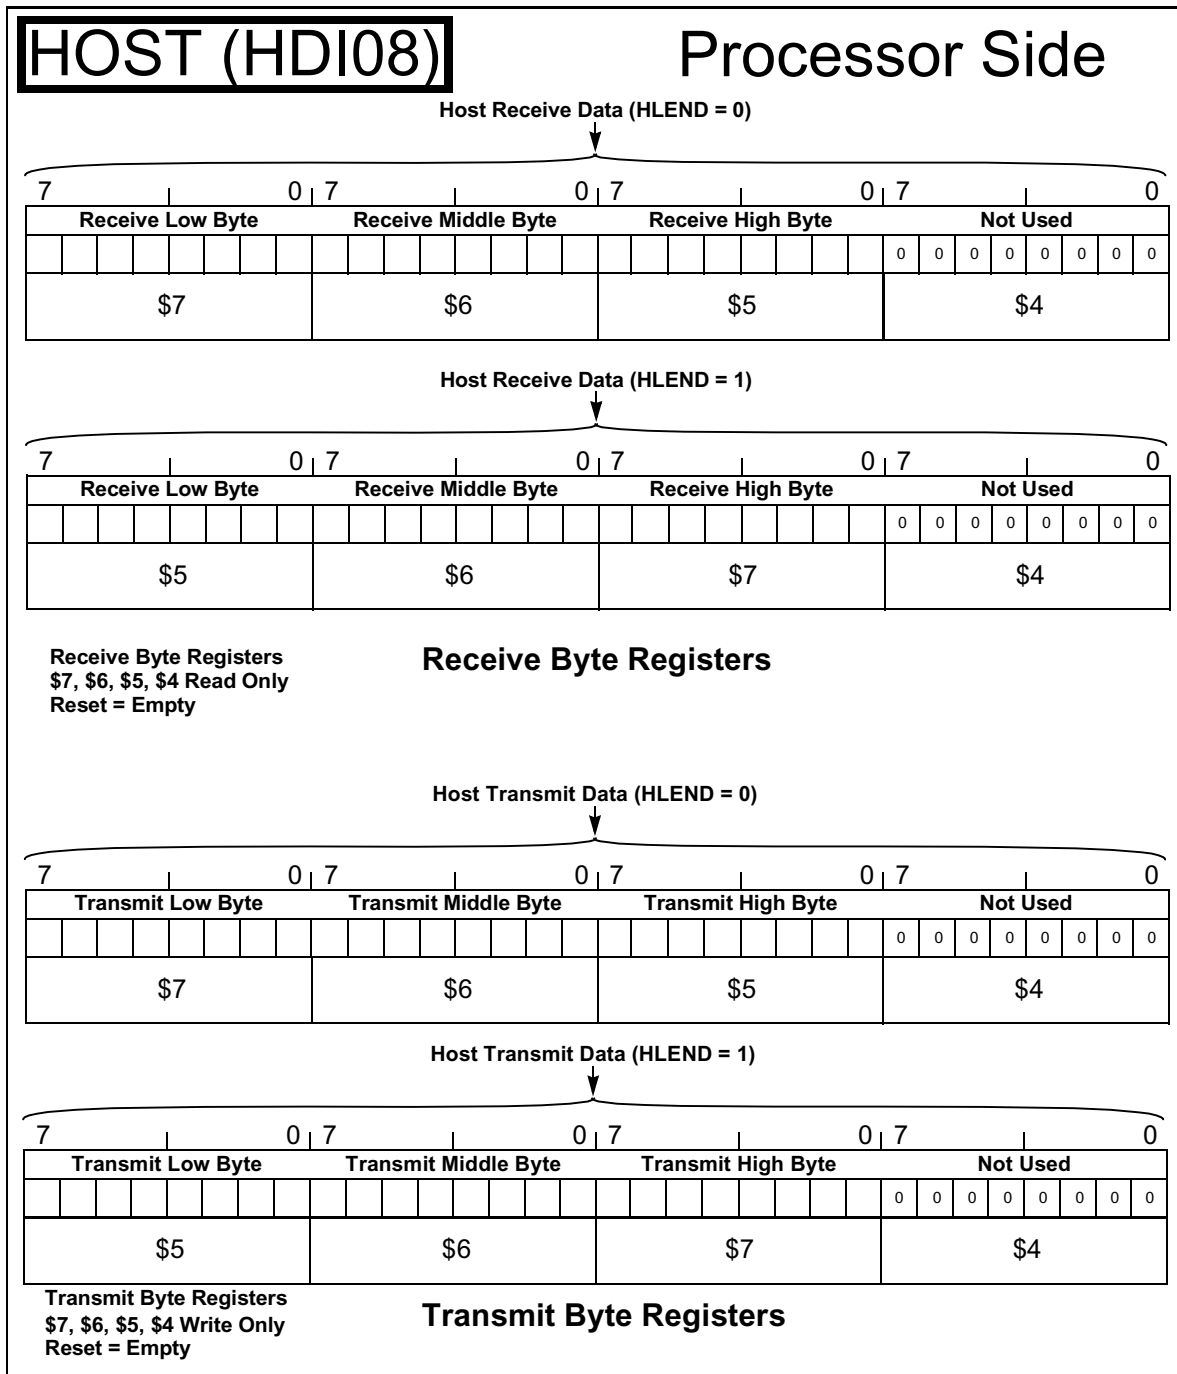 HOST (HDI08) Processor Side
Host Receive Data (HLEND = 0)
7 0 7 0 7 0 7 0
Receive Low Byte Receive Middle Byte Receive High Byte Not Used
0 0 0 0 0 0 0 0
$7 $6 $5 $4
Host Receive Data (HLEND = 1)
7 0 7 0 7 0 7 0
Receive Low Byte Receive Middle Byte Receive High Byte Not Used
0 0 0 0 0 0 0 0
$5 $6 $7 $4
Receive Byte Registers
$7, $6, $5, $4 Read Only
Reset = Empty
Receive Byte Registers
Host Transmit Data (HLEND = 0)
7 0 7 0 7 0 7 0
Transmit Low Byte Transmit Middle Byte Transmit High Byte Not Used
0 0 0 0 0 0 0 0
$7 $6 $5 $4
Host Transmit Data (HLEND = 1)
7 0 7 0 7 0 7 0
Transmit Low Byte Transmit Middle Byte Transmit High Byte Not Used
0 0 0 0 0 0 0 0
$5 $6 $7 $4
Transmit Byte Registers
$7, $6, $5, $4 Write Only
Reset = Empty
Transmit Byte Registers